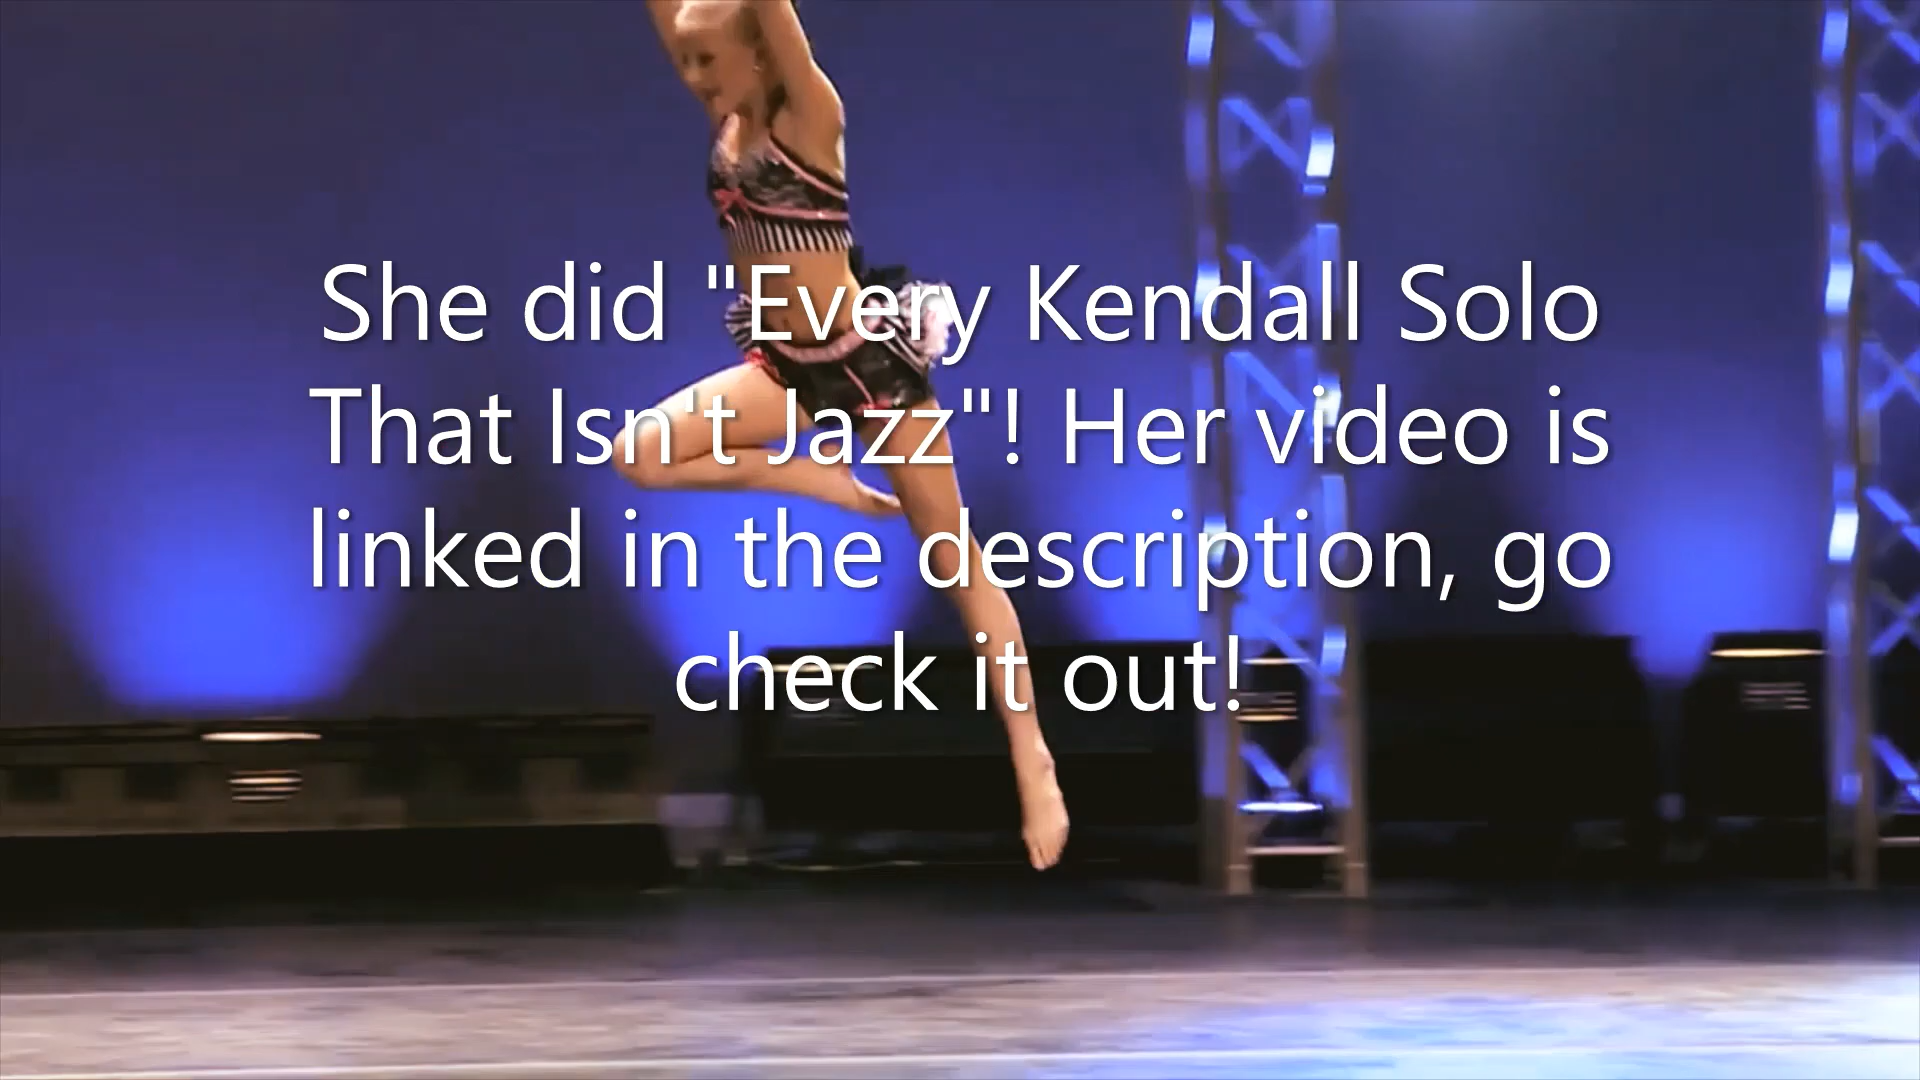 She did "Every Kendall Solo
That Isn't Jazz"! Her video is
linked in the description, go
check it out!